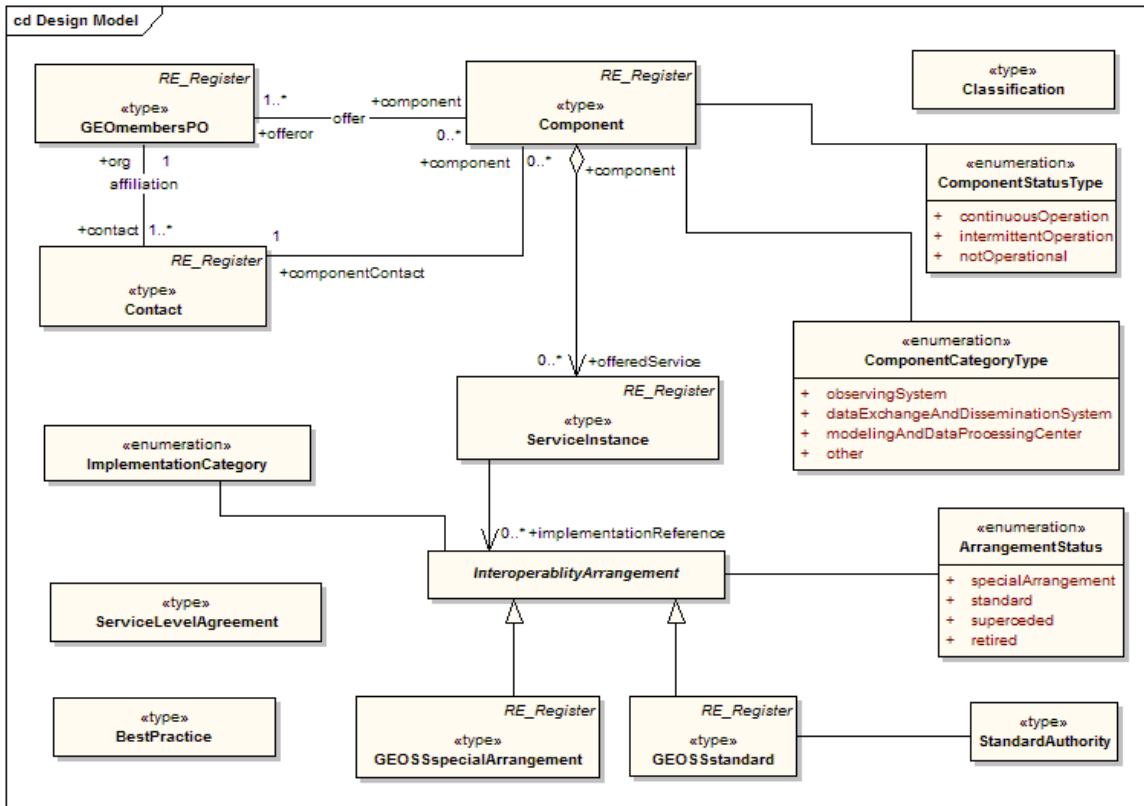 cd Design Model
RE_Register
«type»
GEOmembersPO
1..*
+offeror
offer
+component
0..*
RE_Register
«type»
Component
«type»
Classification
+org
1
affiliation
+contact
1..*
+component
0..*
+component
«enumeration»
ComponentStatusType
+ continuousOperation
+ intermittentOperation
+ notOperational
RE_Register
«type»
Contact
1
+componentContact
«enumeration»
ComponentCategoryType
+ observingSystem
+ dataExchangeAndDisseminationSystem
+ modelingAndDataProcessingCenter
+ other
0..*
+offeredService
RE_Register
«type»
ServiceInstance
«enumeration»
ImplementationCategory
0..* +implementationReference
InteroperablityArrangement
«enumeration»
ArrangementStatus
+ specialArrangement
+ standard
+ superceded
+ retired
«type»
ServiceLevelAgreement
«type»
BestPractice
RE_Register
«type»
GEOSSspecialArrangement
RE_Register
«type»
GEOSSstandard
«type»
StandardAuthority